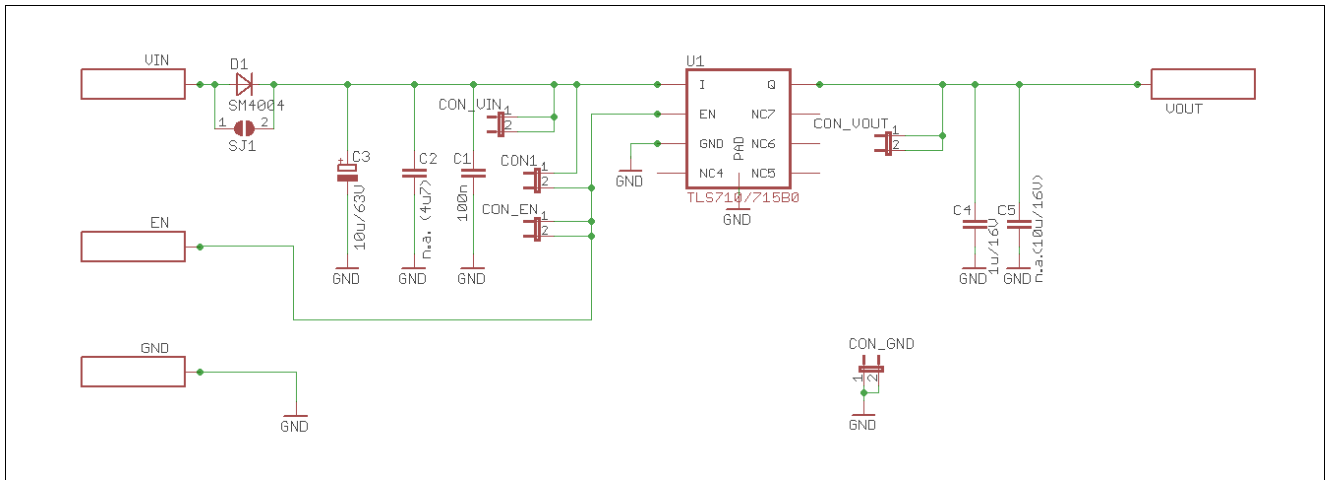 VIN
D1
SM4004
1 2
SJ1
C3
10u/63V
GND
C2
n.a. (4u7)
GND
C1
100n
GND
CON_VIN
1
2
CON1
1
2
CON_EN
1
2
EN
GND
GND
U1
I Q
EN NC7
GND NC6
NC4 NC5
PAD
TLS710/715B0
GND
GND
CON_VOUT
1
2
VOUT
C4
1u/16V
GND
C5
n.a.(10u/16V)
GND
CON_GND
1 2
GND